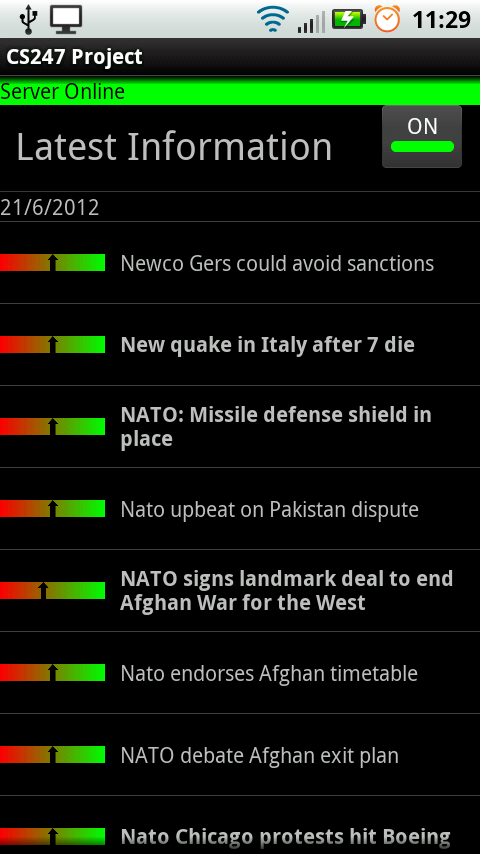 11:29
CS247 Project
Server Online
Latest Information
ON
21/6/2012
Newco Gers could avoid sanctions
New quake in Italy after 7 die
NATO: Missile defense shield in
place
Nato upbeat on Pakistan dispute
NATO signs landmark deal to end
Afghan War for the West
Nato endorses Afghan timetable
NATO debate Afghan exit plan
Nato Chicago protests hit Boeing